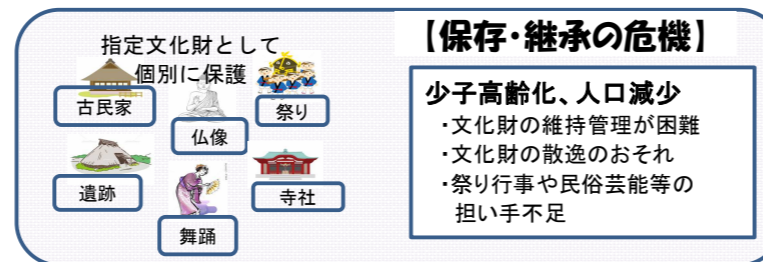 指定文化財として
個別に保護
古民家
仏像
祭り
遺跡
舞踊
寺社
【保存・継承の危機】
少子高齢化、人口減少
・文化財の維持管理が困難
・文化財の散逸のおそれ
・祭り行事や民俗芸能等の
担い手不足